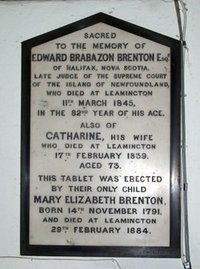 SACRED
TO THE MEMORY OF
EDWARD BRABAZON BRENTON ESQ.
OF HALIFAX, NOVA SCOTIA,
LATE JUDGE OF THE SUPREME COURT
OF THE ISLAND OF NEWFOUNDLAND,
WHO DIED AT LEAMINGTON
11TH MARCH 1845,
IN THE 82ND YEAR OF HIS AGE.
ALSO OF
CATHARINE, HIS WIFE
WHO DIED AT LEAMINGTON
17TH FEBRUARY 1859.
AGED 73.
THIS TABLET WAS ERECTED
BY THEIR ONLY CHILD
MARY ELIZABETH BRENTON,
BORN 14TH NOVEMBER 1791,
AND DIED AT LEAMINGTON
29TH FEBRUARY 1884.